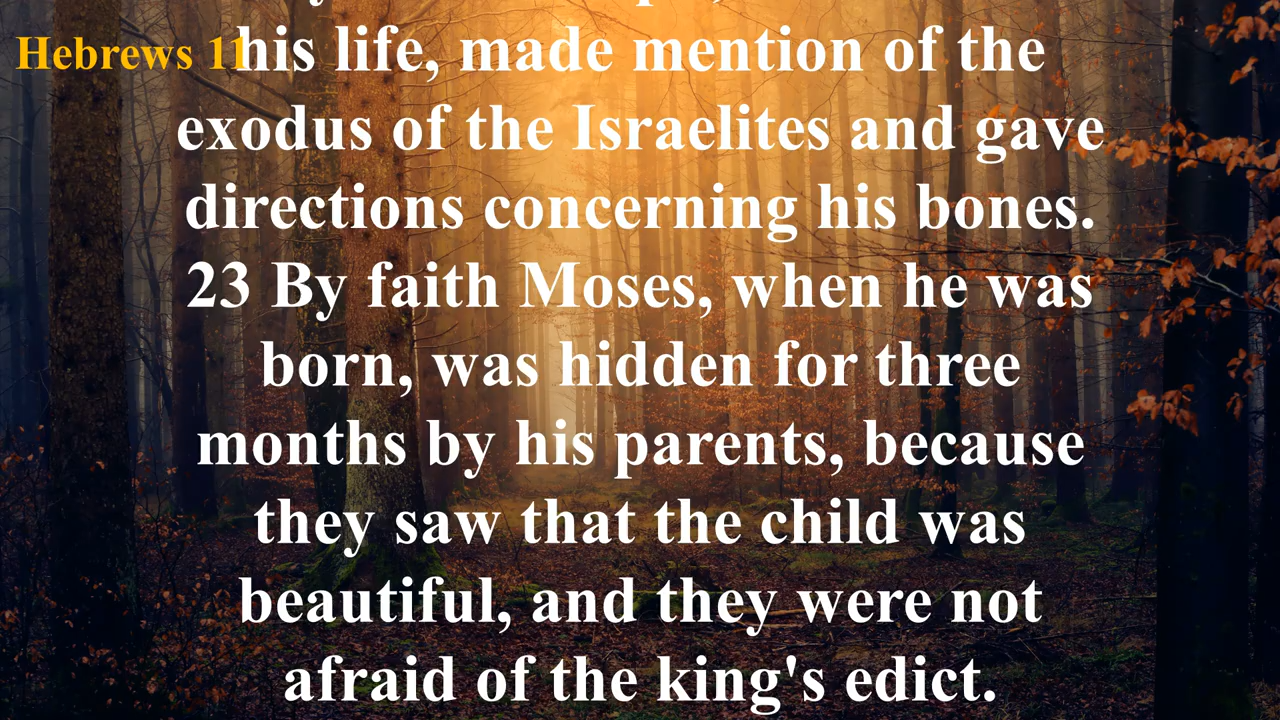 Hebrews 11
his life, made mention of the
exodus of the Israelites and gave
directions concerning his bones.
23 By faith Moses, when he was
born, was hidden for three
months by his parents, because
they saw that the child was
beautiful, and they were not
afraid of the king's edict.